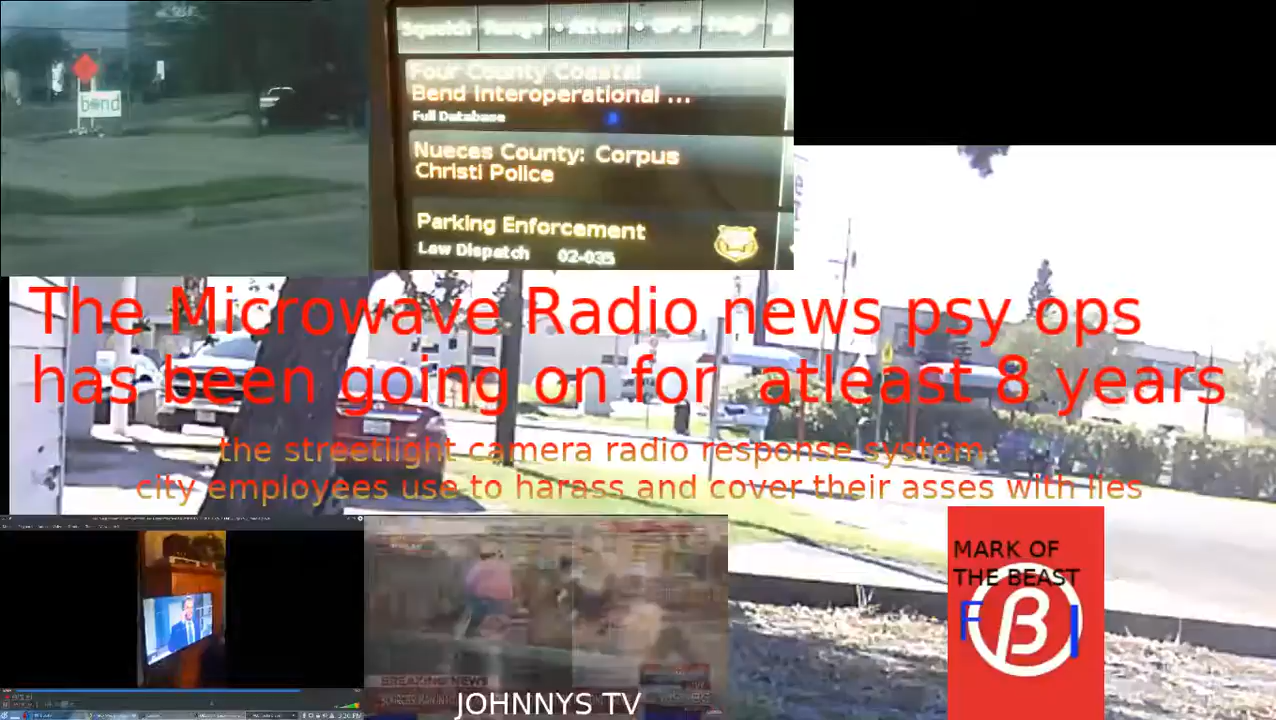 bend
Squelch Range Atten GPS Help
Four County Coastal
Bend Interoperational ...
Full Database
Nueces County: Corpus
Christi Police
Parking Enforcement
Law Dispatch 02-035
The Microwave Radio news psy ops
has been going on for atleast 8 years
the streetlight camera radio response system
city employees use to harass and cover their asses with lies
MARK OF
THE BEAST
F β I
BREAKING NEWS
JOHNNYS TV